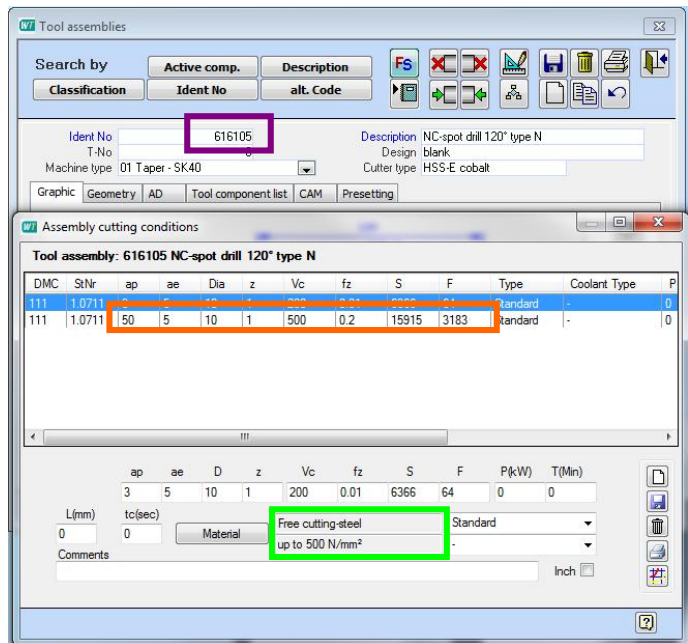 WT Tool assemblies
Search by
Active comp.
Description
FS
Classification
Ident No
alt. Code
Ident No 616105
Description NC-spot drill 120° type N
T-No
Design blank
Machine type 01 Taper - SK40
Cutter type HSS-E cobalt
Graphic Geometry AD Tool component list CAM Presetting
WT Assembly cutting conditions
Tool assembly: 616105 NC-spot drill 120° type N
DMC StNr ap ae Dia z Vc fz S F Type Coolant Type P
111 1.0711 Standard - 0
111 1.0711 50 5 10 1 500 0.2 15915 3183 Standard - 0
ap ae D z Vc fz S F P(kW) T(Min)
3 5 10 1 200 0.01 6366 64 0 0
L(mm) tc(sec)
0 0 Material
Free cutting-steel Standard
up to 500 N/mm² -
Comments
Inch